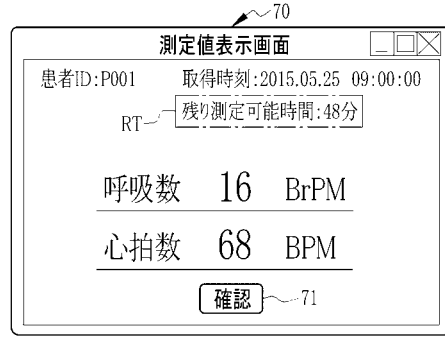 70
測定値表示画面
患者ID:P001 取得時刻:2015.05.25 09:00:00
RT 残り測定可能時間:48分
呼吸数 16 BrPM
心拍数 68 BPM
確認 71